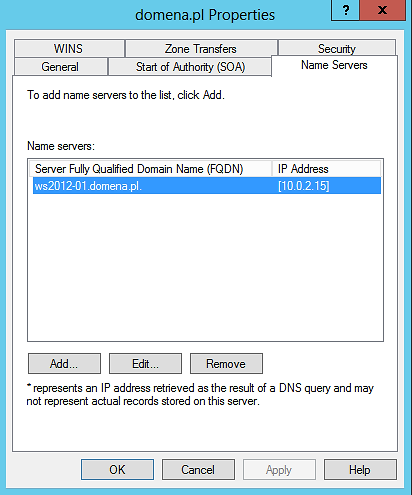 domena.pl Properties
? x
WINS Zone Transfers Security
General Start of Authority (SOA) Name Servers
To add name servers to the list, click Add.
Name servers:
Server Fully Qualified Domain Name (FQDN) IP Address
ws2012-01.domena.pl. [10.0.2.15]
Add... Edit... Remove
* represents an IP address retrieved as the result of a DNS query and may
not represent actual records stored on this server.
OK Cancel Apply Help